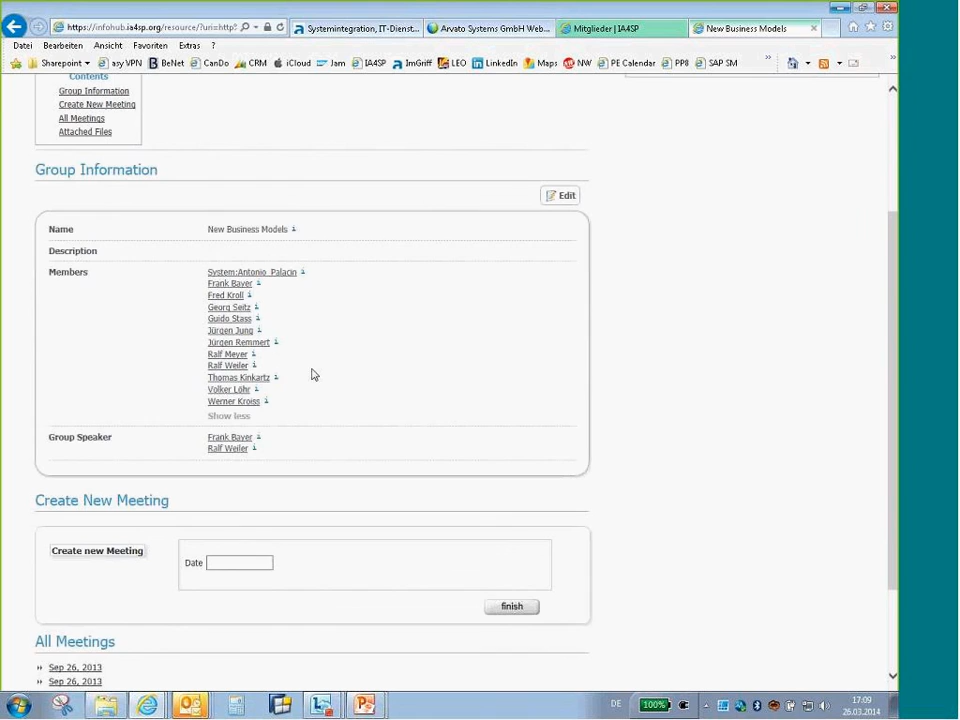 https://infohub.ia4sp.org/resource/?uri=http:
Systemintegration, IT-Dienst...
Arvato Systems GmbH Web...
Mitglieder | IA4SP
New Business Models
Datei Bearbeiten Ansicht Favoriten Extras ?
Sharepoint asy VPN BeNet CanDo CRM iCloud Jam IA4SP ImGriff LEO LinkedIn Maps NW PE Calendar PP8 SAP SM
Contents
Group Information
Create New Meeting
All Meetings
Attached Files
Group Information
Edit
Name New Business Models
Description
Members System:Antonio_Palacin
Frank Bayer
Fred Kroll
Georg Seitz
Guido Stass
Jürgen Jung
Jürgen Remmert
Ralf Meyer
Ralf Weiler
Thomas Kinkartz
Volker Löhr
Werner Kroiss
Show less
Group Speaker Frank Bayer
Ralf Weiler
Create New Meeting
Create new Meeting
Date
finish
All Meetings
Sep 26, 2013
Sep 26, 2013
DE 100% 17:09
26.03.2014